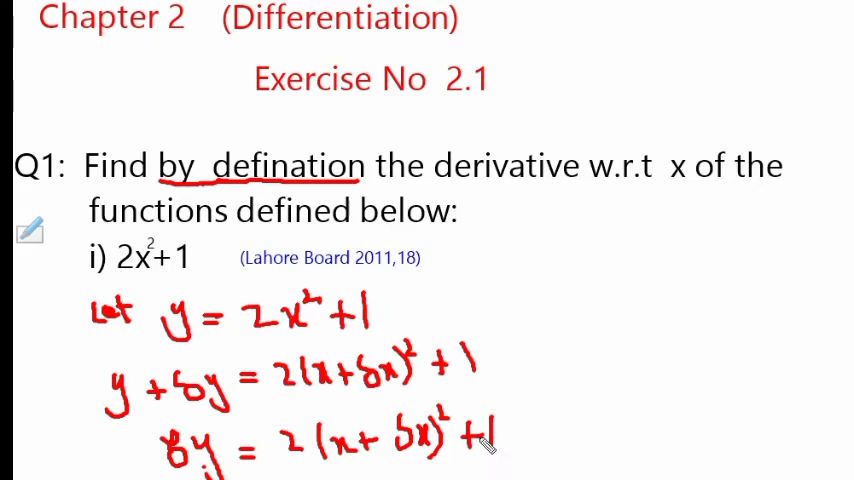 Chapter 2 (Differentiation)
Exercise No 2.1
Q1: Find by defination the derivative w.r.t x of the
functions defined below:
i) 2x²+1 (Lahore Board 2011,18)
Let y = 2x² + 1
y + δy = 2(x + δx)² + 1
δy = 2(x + δx)² + 1